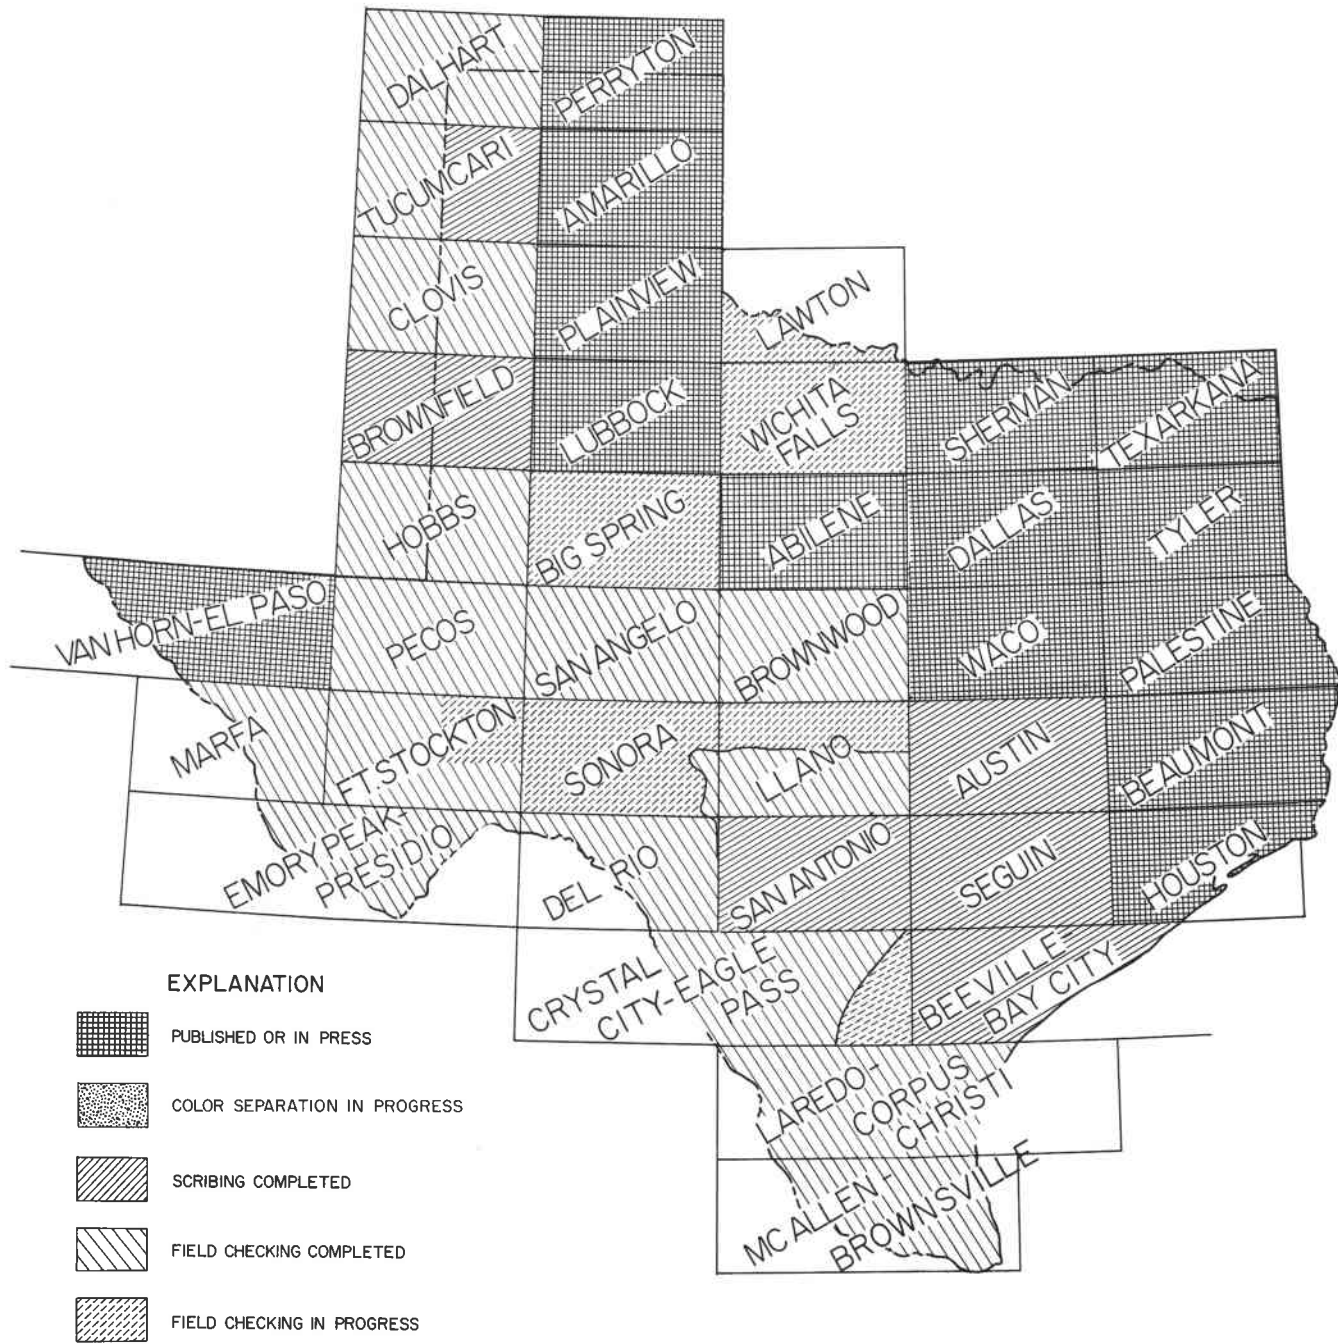 DALHART
PERRYTON
TUCUMCARI
AMARILLO
CLOVIS
PLAINVIEW
LAWTON
BROWNFIELD
LUBBOCK
WICHITA
FALLS
SHERMAN
TEXARKANA
HOBBS
BIG SPRING
ABILENE
DALLAS
TYLER
VAN HORN-EL PASO
PECOS
SAN ANGELO
BROWNWOOD
WACO
PALESTINE
MARFA
FT. STOCKTON
SONORA
LLANO
AUSTIN
BEAUMONT
EMORY PEAK-
PRESIDIO
DEL RIO
SAN ANTONIO
SEGUIN
HOUSTON
CRYSTAL
CITY-EAGLE
PASS
BEEVILLE-
BAY CITY
LAREDO-
CORPUS
CHRISTI
MC ALLEN-
BROWNSVILLE
EXPLANATION
PUBLISHED OR IN PRESS
COLOR SEPARATION IN PROGRESS
SCRIBING COMPLETED
FIELD CHECKING COMPLETED
FIELD CHECKING IN PROGRESS